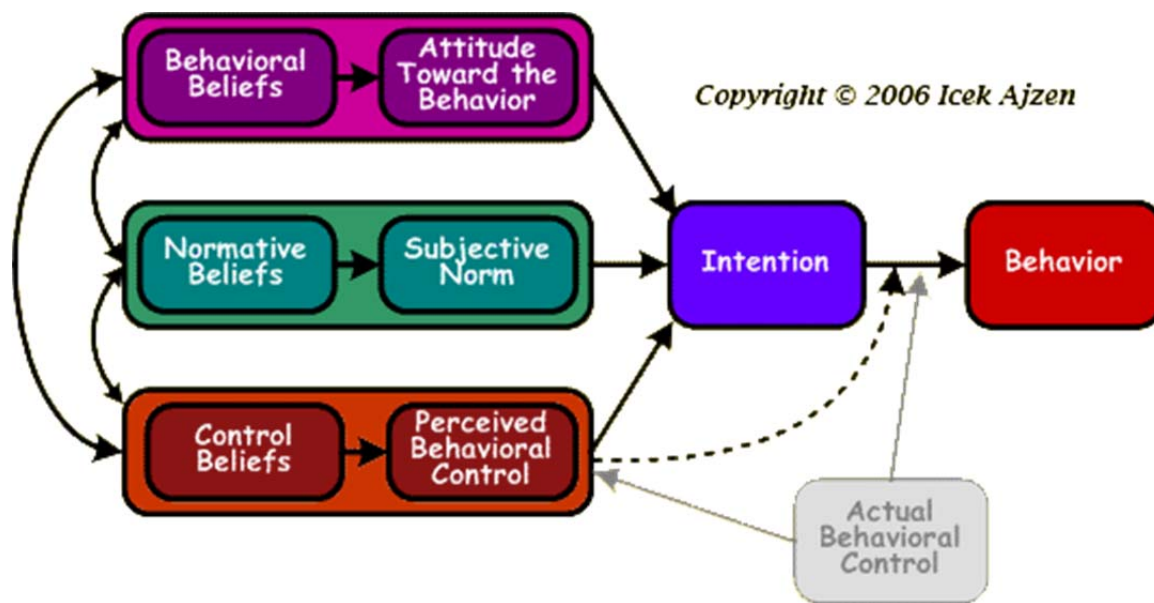 Behavioral
Beliefs
Attitude
Toward the
Behavior
Copyright © 2006 Icek Ajzen
Normative
Beliefs
Subjective
Norm
Intention
Behavior
Control
Beliefs
Perceived
Behavioral
Control
Actual
Behavioral
Control